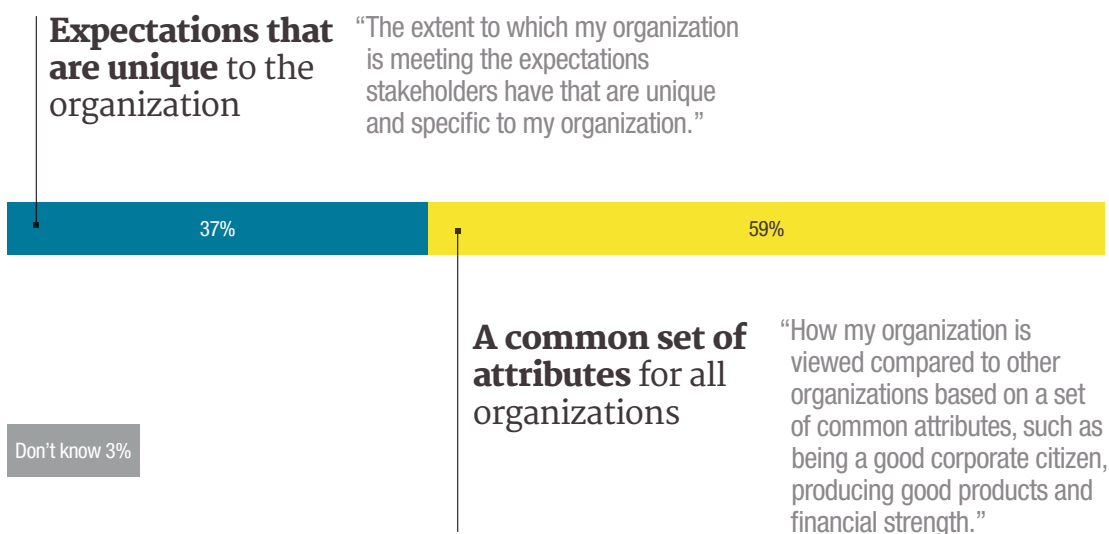 Expectations that
are unique to the
organization
“The extent to which my organization
is meeting the expectations
stakeholders have that are unique
and specific to my organization.”
37%
59%
A common set of
attributes for all
organizations
“How my organization is
viewed compared to other
organizations based on a set
of common attributes, such as
being a good corporate citizen,
producing good products and
financial strength.”
Don’t know 3%